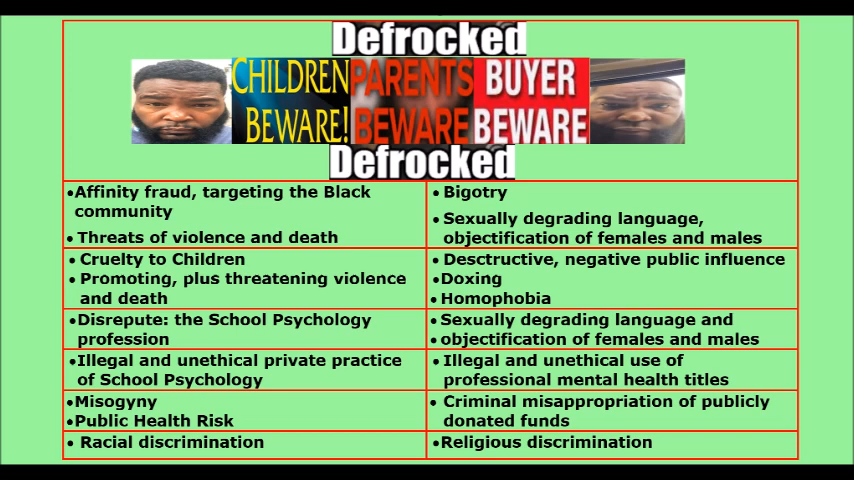 Defrocked
CHILDREN PARENTS BUYER
BEWARE! BEWARE BEWARE
Defrocked
•Affinity fraud, targeting the Black
community
• Threats of violence and death
• Bigotry
• Sexually degrading language,
objectification of females and males
• Cruelty to Children
• Promoting, plus threatening violence
and death
• Desctructive, negative public influence
•Doxing
• Homophobia
•Disrepute: the School Psychology
profession
• Sexually degrading language and
• objectification of females and males
•Illegal and unethical private practice
of School Psychology
• Illegal and unethical use of
professional mental health titles
•Misogyny
•Public Health Risk
• Criminal misappropriation of publicly
donated funds
• Racial discrimination
•Religious discrimination